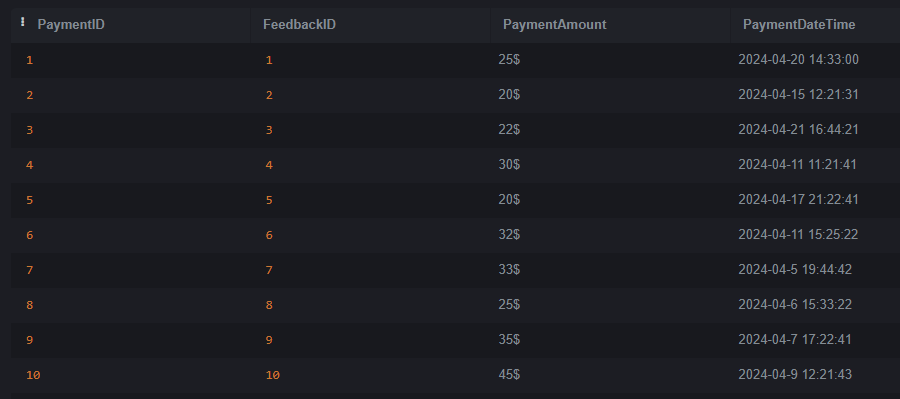 PaymentID FeedbackID PaymentAmount PaymentDateTime
1 1 25$ 2024-04-20 14:33:00
2 2 20$ 2024-04-15 12:21:31
3 3 22$ 2024-04-21 16:44:21
4 4 30$ 2024-04-11 11:21:41
5 5 20$ 2024-04-17 21:22:41
6 6 32$ 2024-04-11 15:25:22
7 7 33$ 2024-04-5 19:44:42
8 8 25$ 2024-04-6 15:33:22
9 9 35$ 2024-04-7 17:22:41
10 10 45$ 2024-04-9 12:21:43